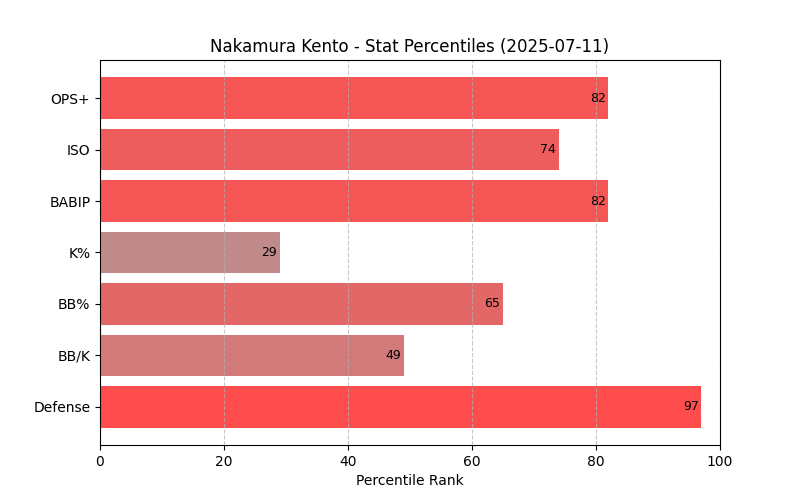 Nakamura Kento - Stat Percentiles (2025-07-11)
OPS+ 82
ISO 74
BABIP 82
K% 29
BB% 65
BB/K 49
Defense 97
0 20 40 60 80 100
Percentile Rank